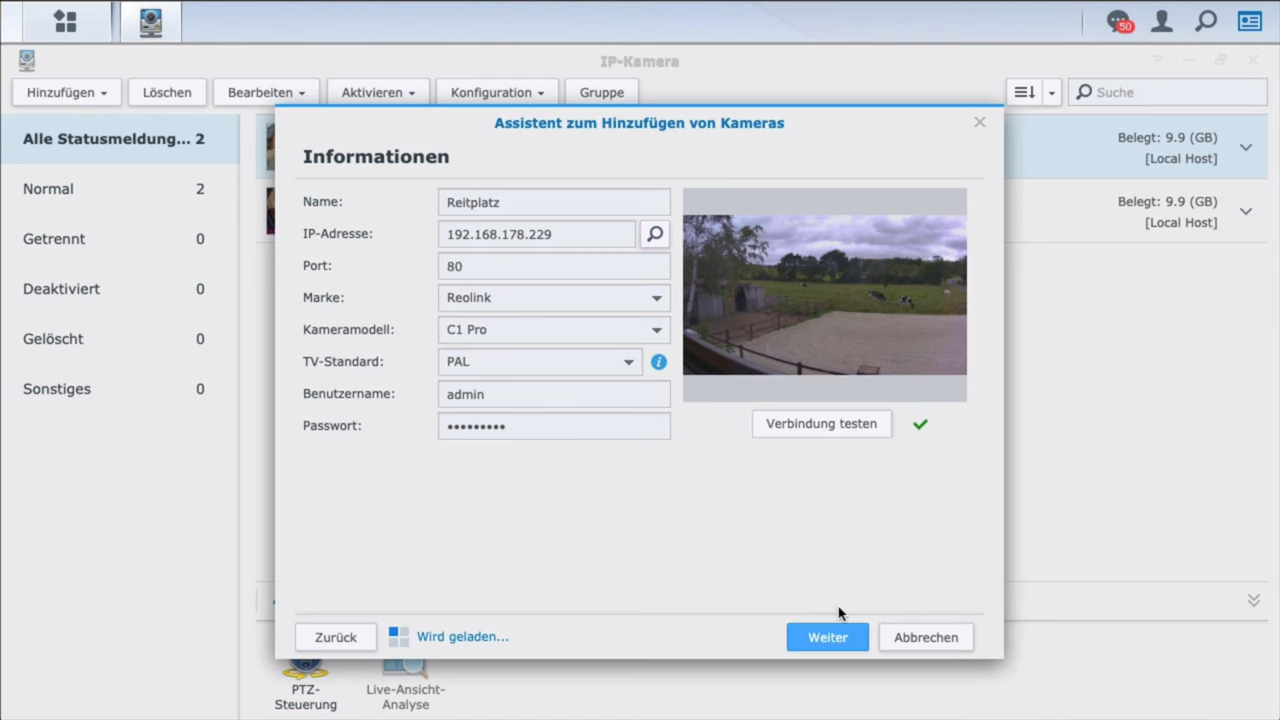 50
IP-Kamera
Hinzufügen
Löschen
Bearbeiten
Aktivieren
Konfiguration
Gruppe
Suche
Alle Statusmeldung... 2
Normal 2
Getrennt 0
Deaktiviert 0
Gelöscht 0
Sonstiges 0
Belegt: 9.9 (GB)
[Local Host]
Belegt: 9.9 (GB)
[Local Host]
Assistent zum Hinzufügen von Kameras
Informationen
Name: Reitplatz
IP-Adresse: 192.168.178.229
Port: 80
Marke: Reolink
Kameramodell: C1 Pro
TV-Standard: PAL
Benutzername: admin
Passwort: •••••••••
Verbindung testen
Zurück
Wird geladen...
Weiter
Abbrechen
PTZ-
Steuerung
Live-Ansicht-
Analyse